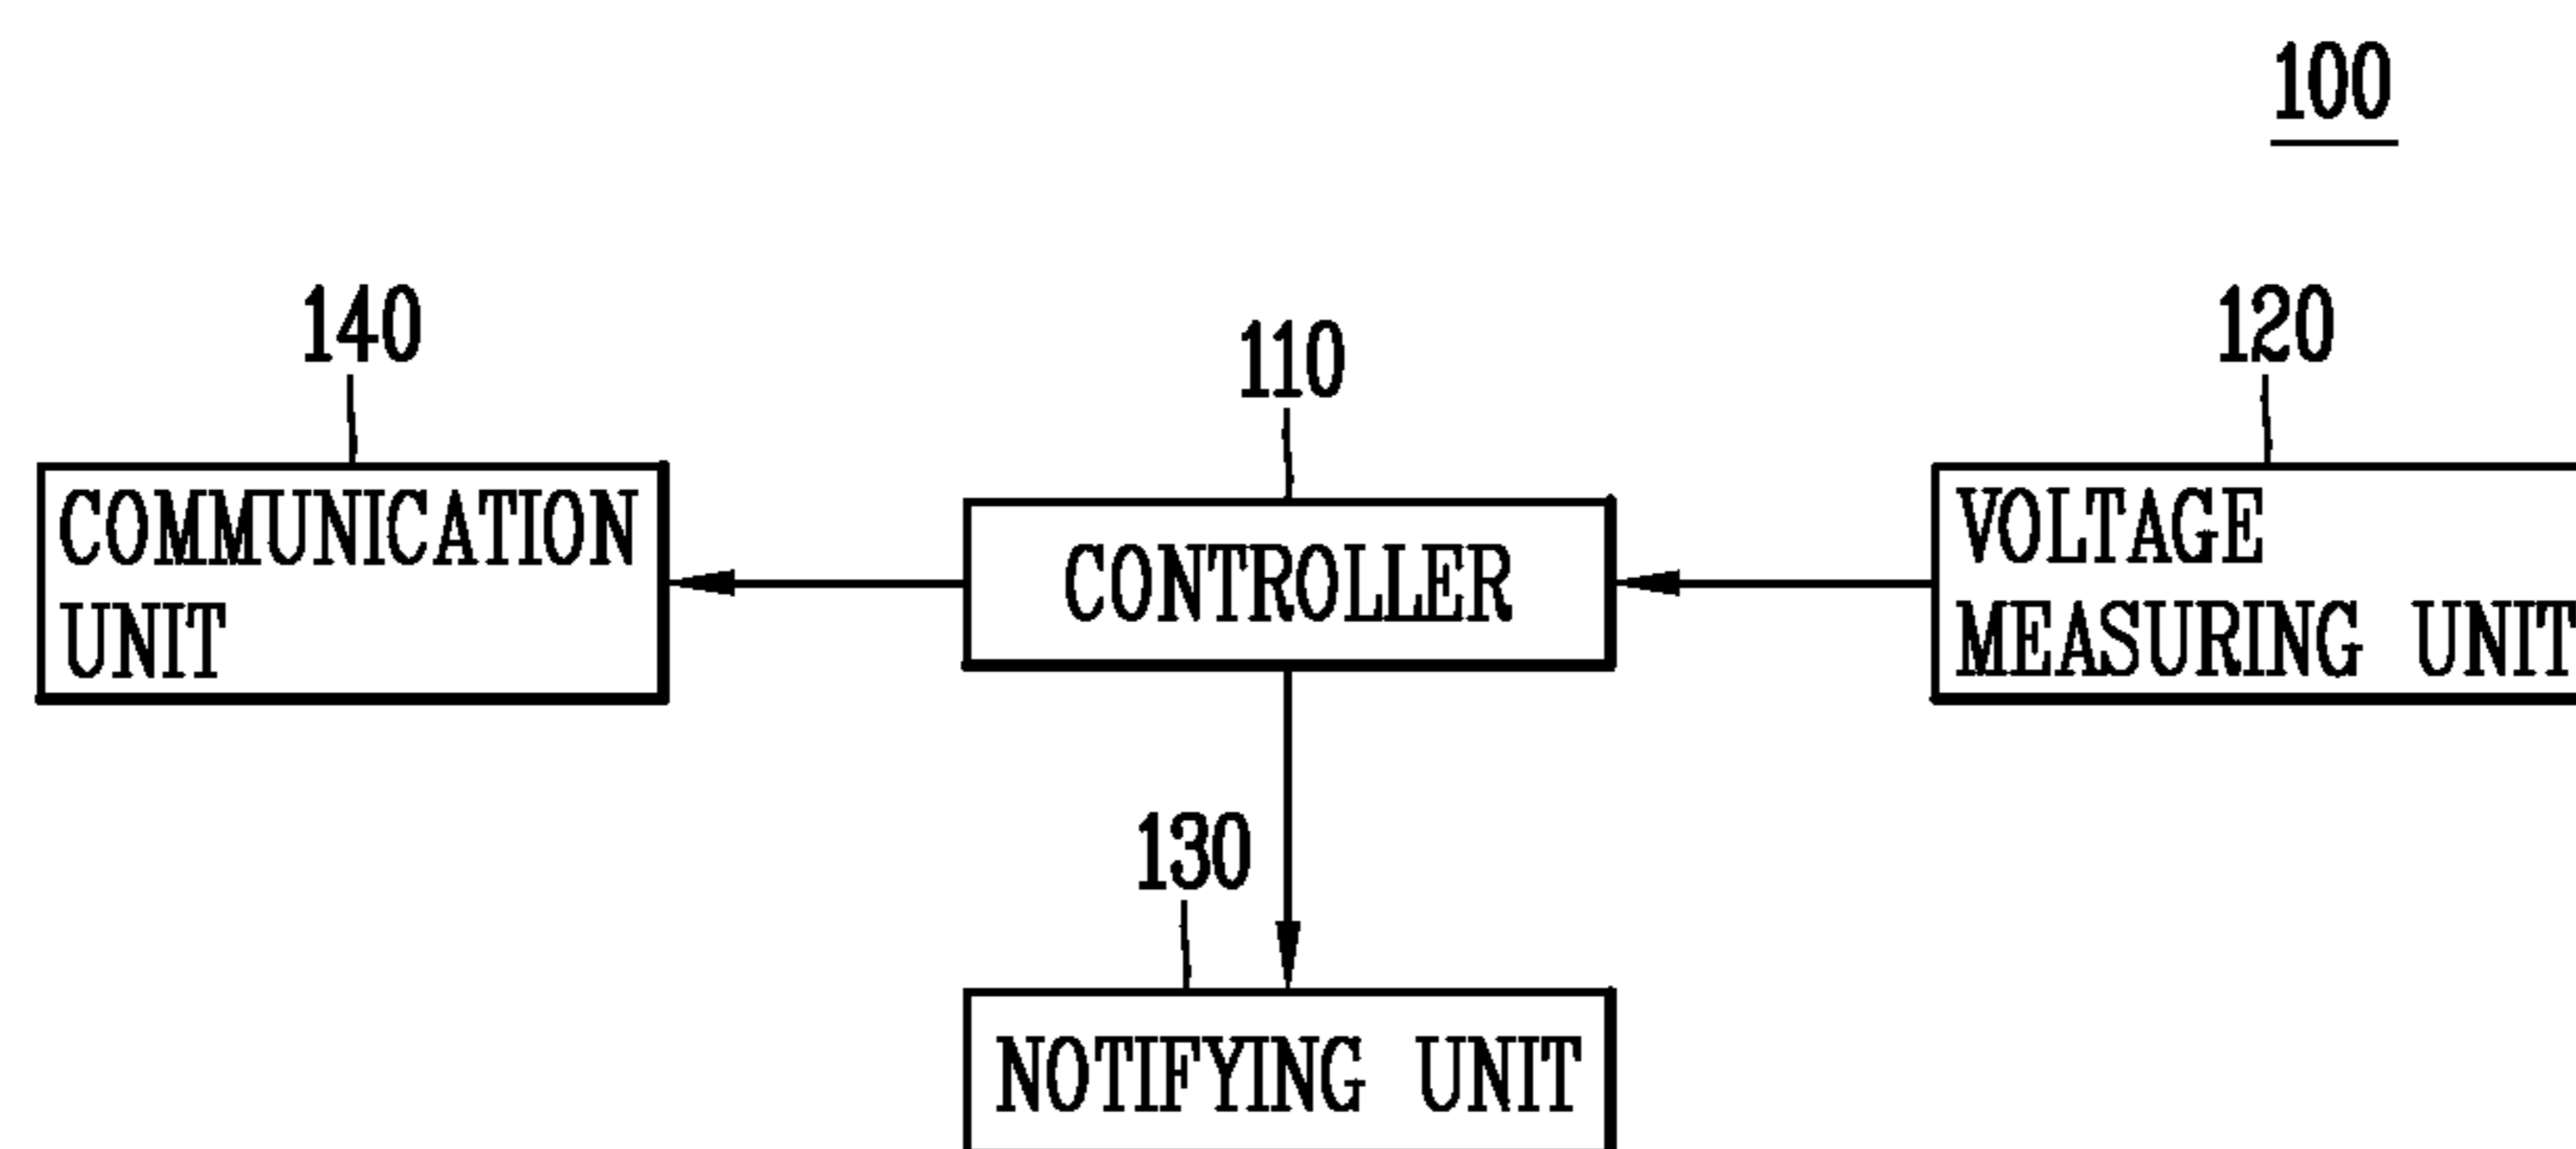 100
140
110
120
COMMUNICATION
UNIT
CONTROLLER
VOLTAGE
MEASURING UNIT
130
NOTIFYING UNIT